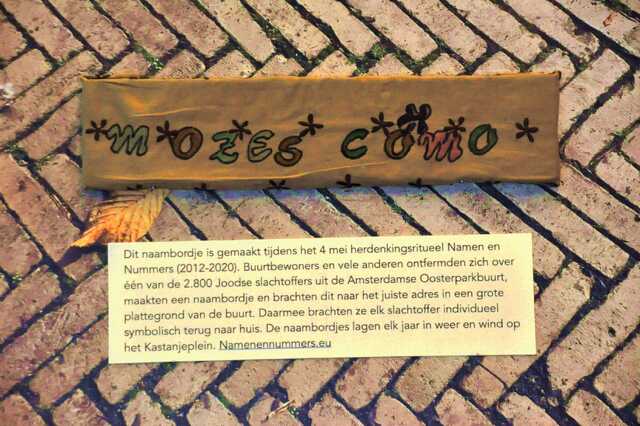 MOZES COMO
Dit naambordje is gemaakt tijdens het 4 mei herdenkingsritueel Namen en
Nummers (2012-2020). Buurtbewoners en vele anderen ontfermden zich over
één van de 2.800 Joodse slachtoffers uit de Amsterdamse Oosterparkbuurt,
maakten een naambordje en brachten dit naar het juiste adres in een grote
plattegrond van de buurt. Daarmee brachten ze elk slachtoffer individueel
symbolisch terug naar huis. De naambordjes lagen elk jaar in weer en wind op
het Kastanjeplein. Namenennummers.eu